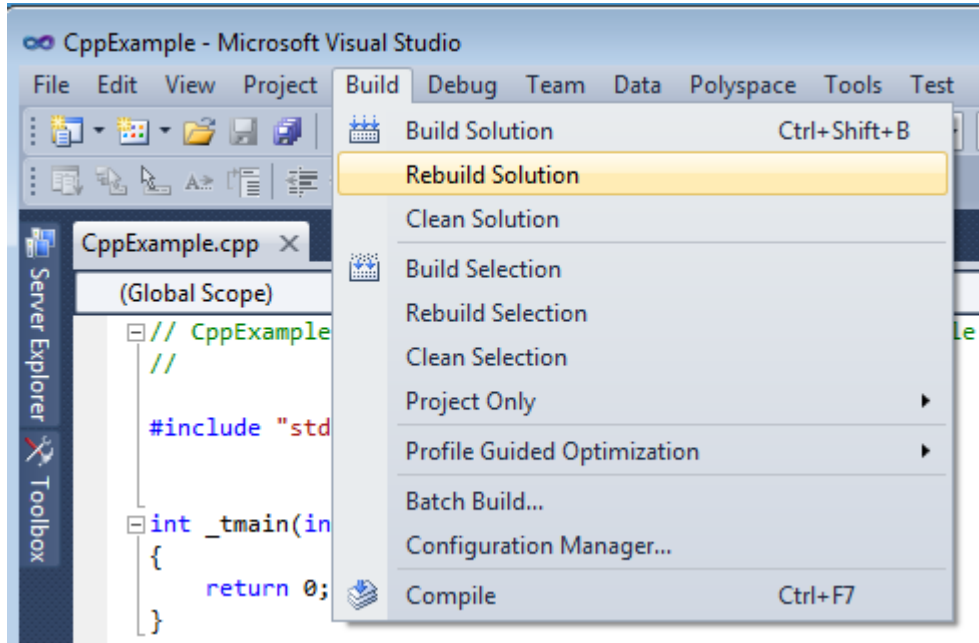 CppExample - Microsoft Visual Studio
File Edit View Project Build Debug Team Data Polyspace Tools Test
Build Solution Ctrl+Shift+B
Rebuild Solution
Clean Solution
Build Selection
Rebuild Selection
Clean Selection
Project Only
Profile Guided Optimization
Batch Build...
Configuration Manager...
Compile Ctrl+F7
Server Explorer
Toolbox
CppExample.cpp
(Global Scope)
// CppExample le
//
#include "std
int _tmain(in
{
return 0;
}